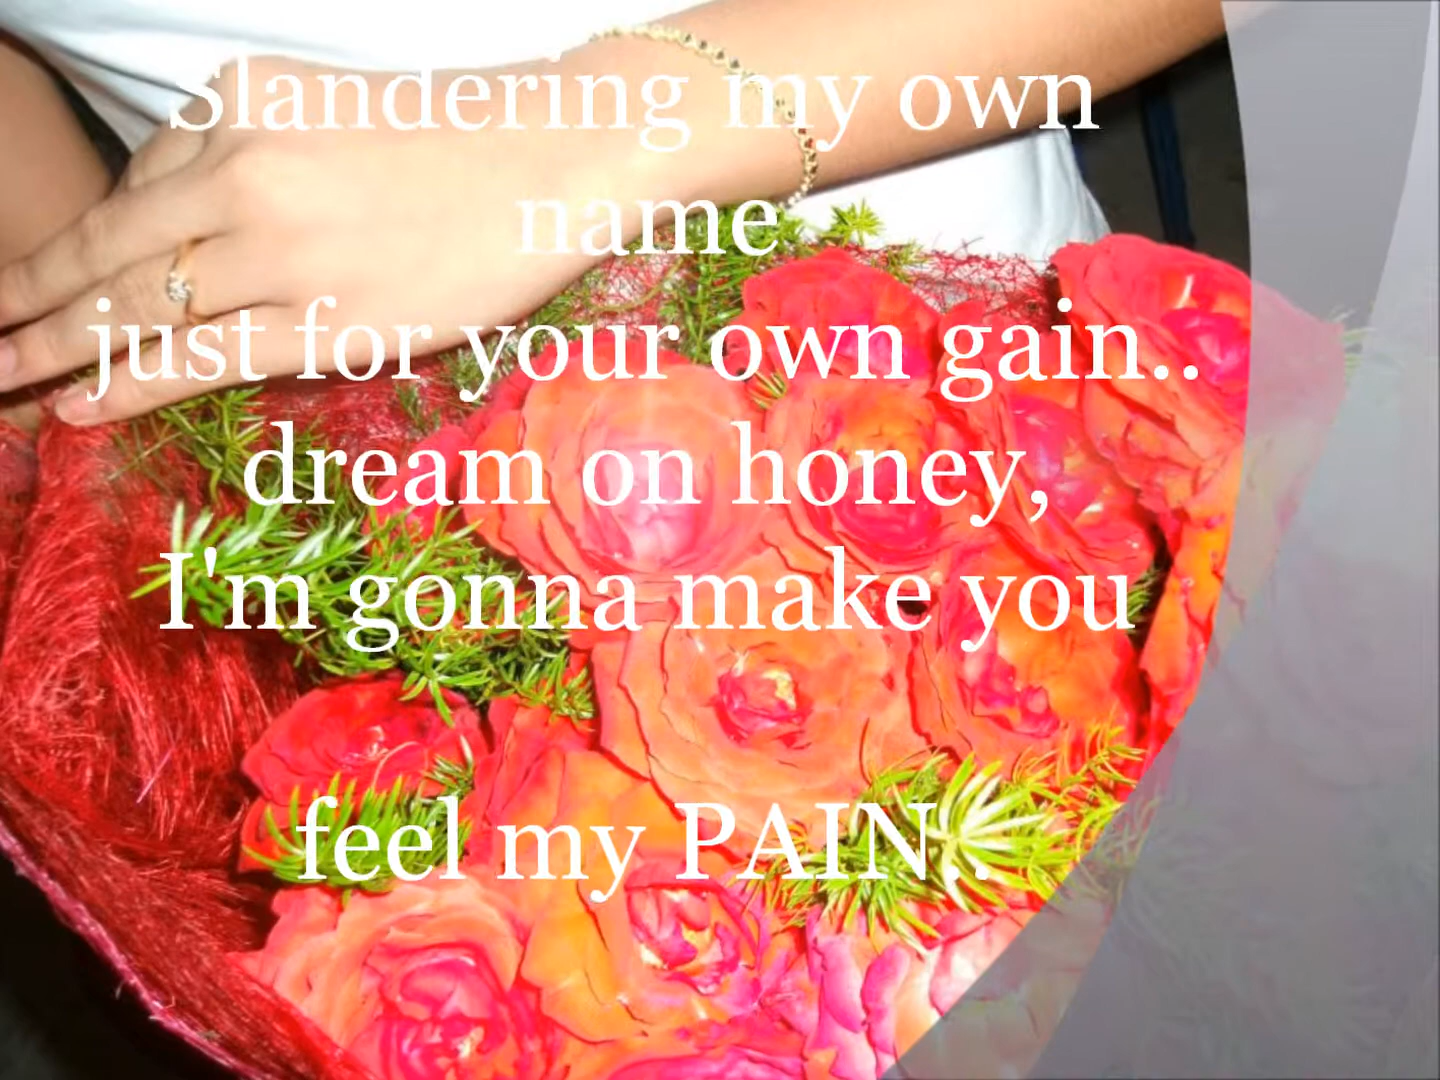 Slandering my own
name
just for your own gain..
dream on honey,
I'm gonna make you
feel my PAIN..